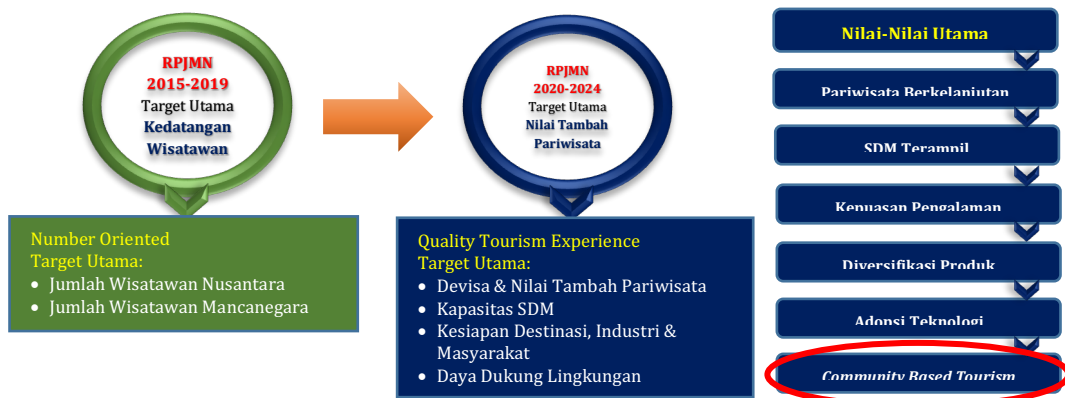 RPJMN
2015-2019
Target Utama
Kedatangan
Wisatawan
Number Oriented
Target Utama:
• Jumlah Wisatawan Nusantara
• Jumlah Wisatawan Mancanegara
RPJMN
2020-2024
Target Utama
Nilai Tambah
Pariwisata
Quality Tourism Experience
Target Utama:
• Devisa & Nilai Tambah Pariwisata
• Kapasitas SDM
• Kesiapan Destinasi, Industri &
Masyarakat
• Daya Dukung Lingkungan
Nilai-Nilai Utama
Pariwisata Berkelanjutan
SDM Terampil
Kepuasan Pengalaman
Diversifikasi Produk
Adopsi Teknologi
Community Based Tourism